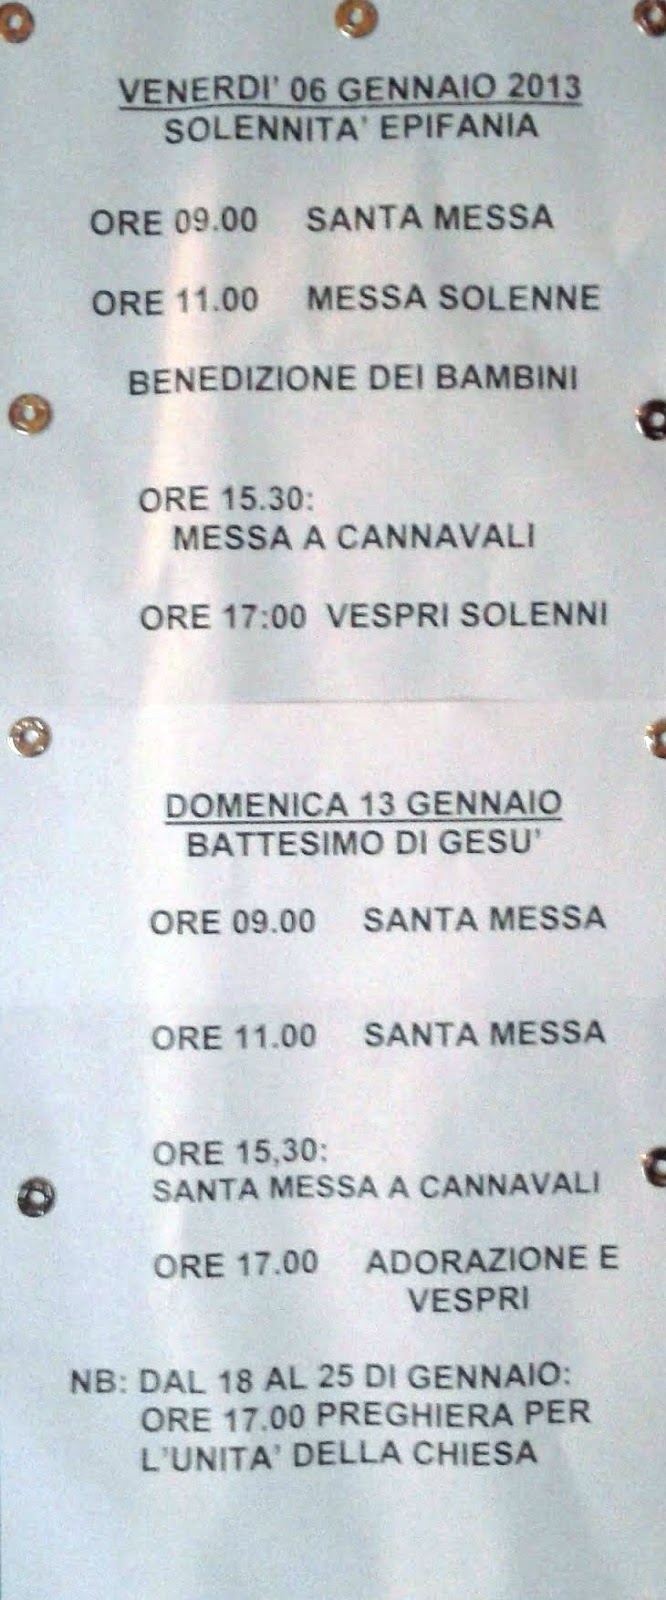 VENERDI' 06 GENNAIO 2013
SOLENNITA' EPIFANIA
ORE 09.00 SANTA MESSA
ORE 11.00 MESSA SOLENNE
BENEDIZIONE DEI BAMBINI
ORE 15.30:
MESSA A CANNAVALI
ORE 17:00 VESPRI SOLENNI
DOMENICA 13 GENNAIO
BATTESIMO DI GESU'
ORE 09.00 SANTA MESSA
ORE 11.00 SANTA MESSA
ORE 15,30:
SANTA MESSA A CANNAVALI
ORE 17.00 ADORAZIONE E
VESPRI
NB: DAL 18 AL 25 DI GENNAIO:
ORE 17.00 PREGHIERA PER
L'UNITA' DELLA CHIESA